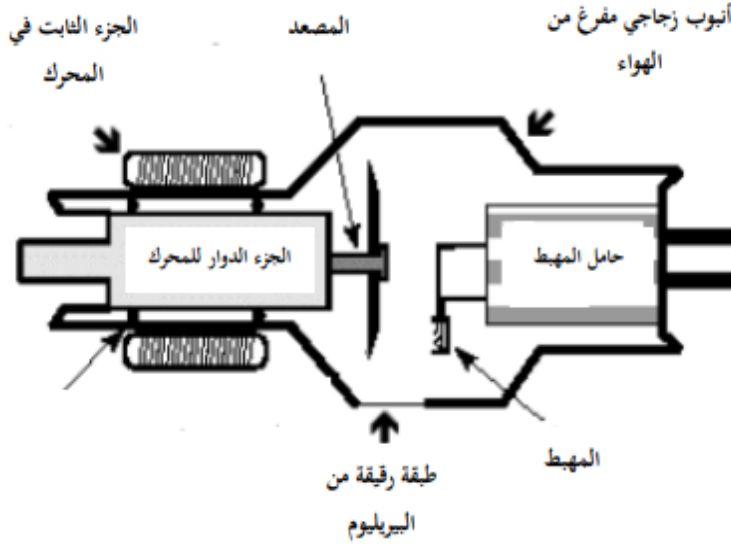 أنبوب زجاجي مفرغ من
الهواء
المصعد
الجزء الثابت في
المحرك
حامل المهبط
الجزء الدوار للمحرك
المهبط
طبقة رقيقة من
البيريليوم